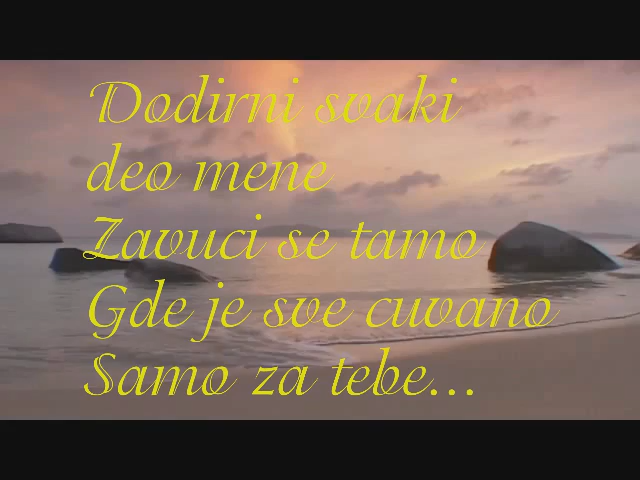 Dodirni svaki
deo mene
Zavuci se tamo
Gde je sve cuvano
Samo za tebe...